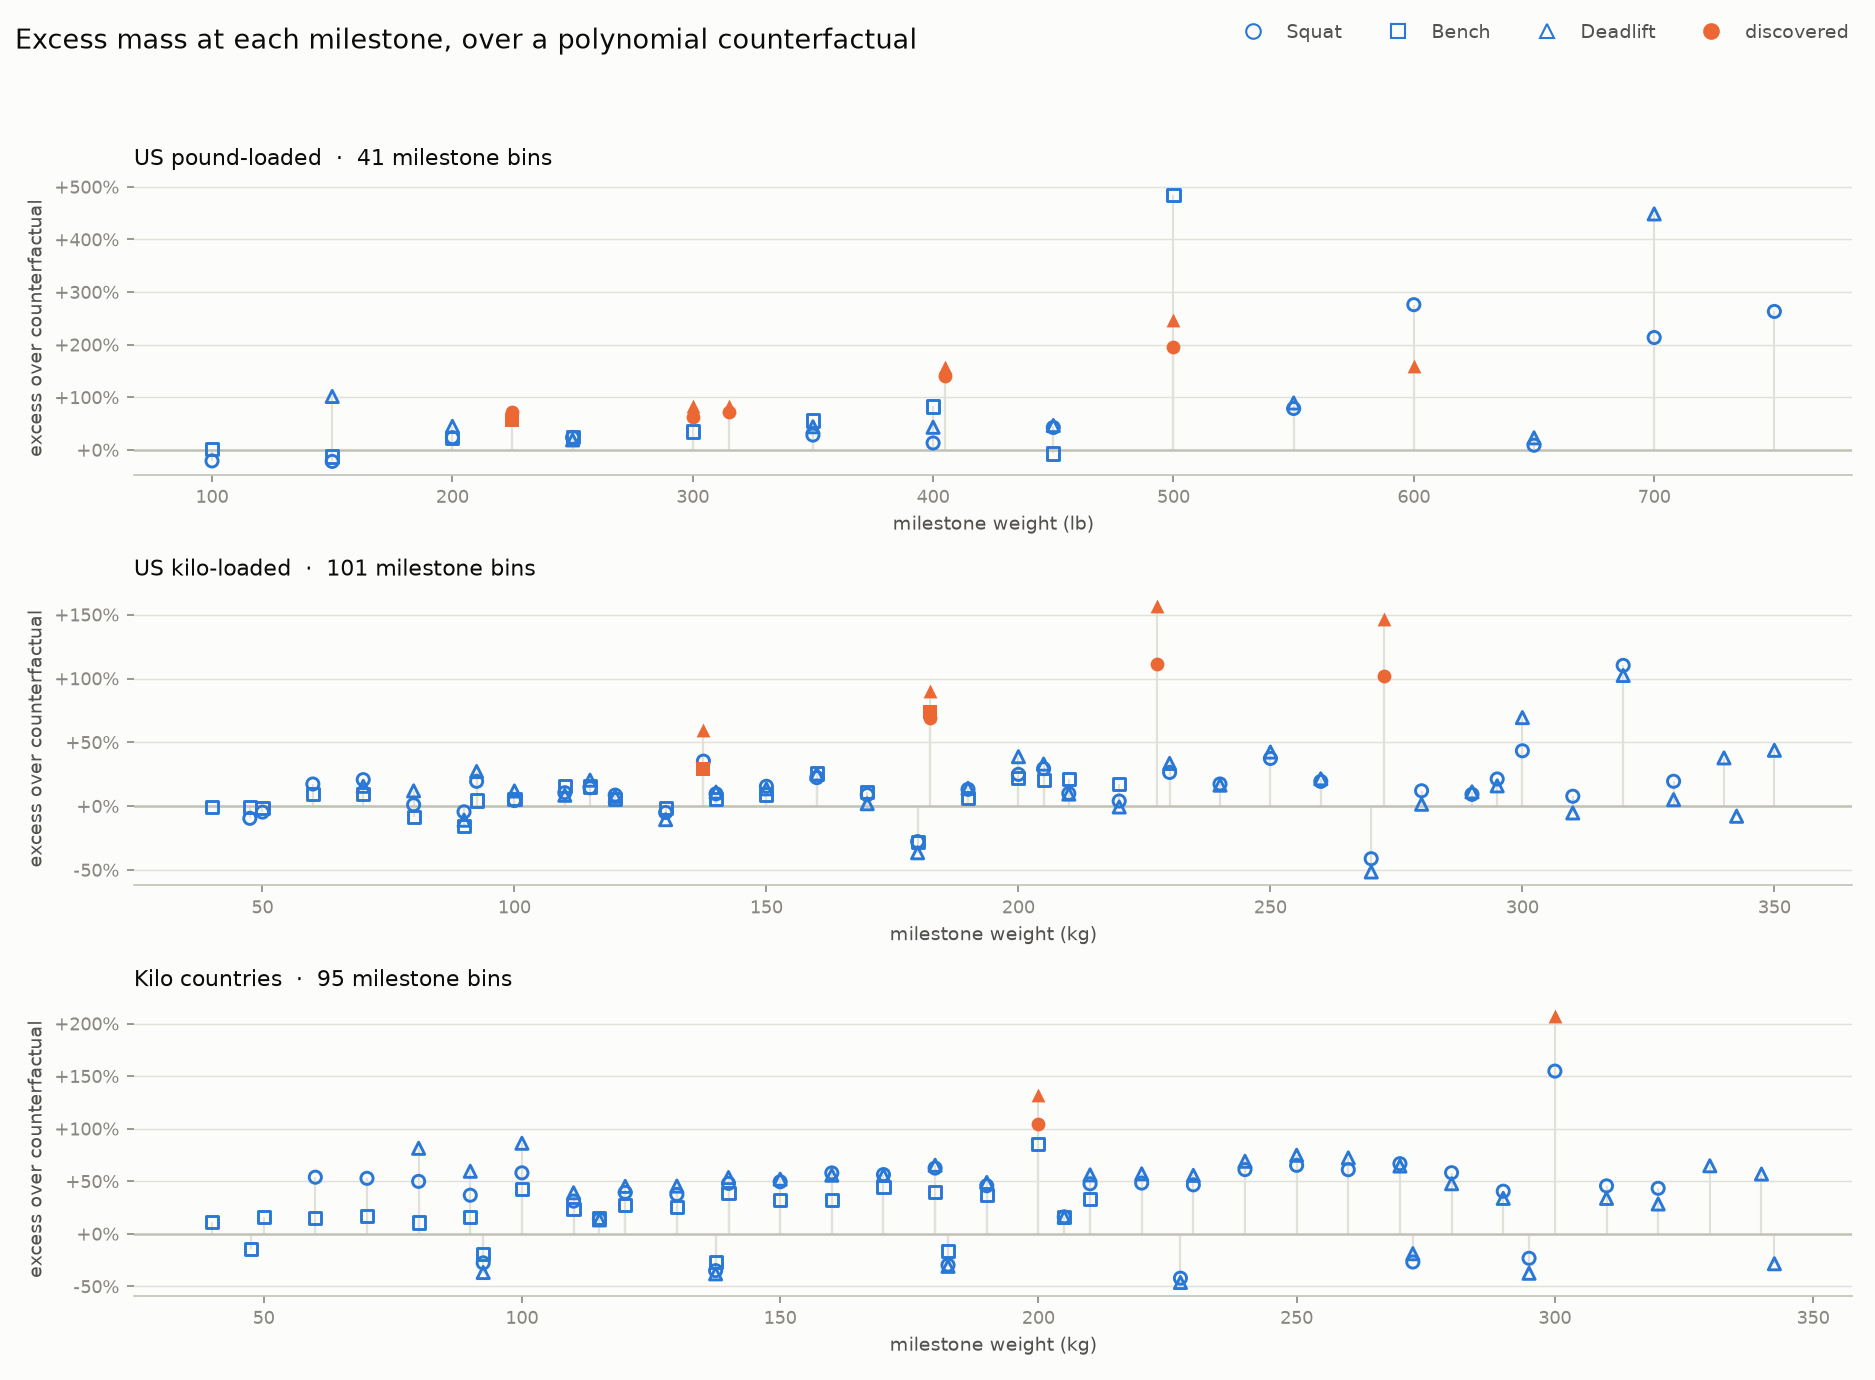 Excess mass at each milestone, over a polynomial counterfactual
Squat Bench Deadlift discovered
US pound-loaded · 41 milestone bins
excess over counterfactual
+500%
+400%
+300%
+200%
+100%
+0%
100 200 300 400 500 600 700
milestone weight (lb)
US kilo-loaded · 101 milestone bins
excess over counterfactual
+150%
+100%
+50%
+0%
-50%
50 100 150 200 250 300 350
milestone weight (kg)
Kilo countries · 95 milestone bins
excess over counterfactual
+200%
+150%
+100%
+50%
+0%
-50%
50 100 150 200 250 300 350
milestone weight (kg)